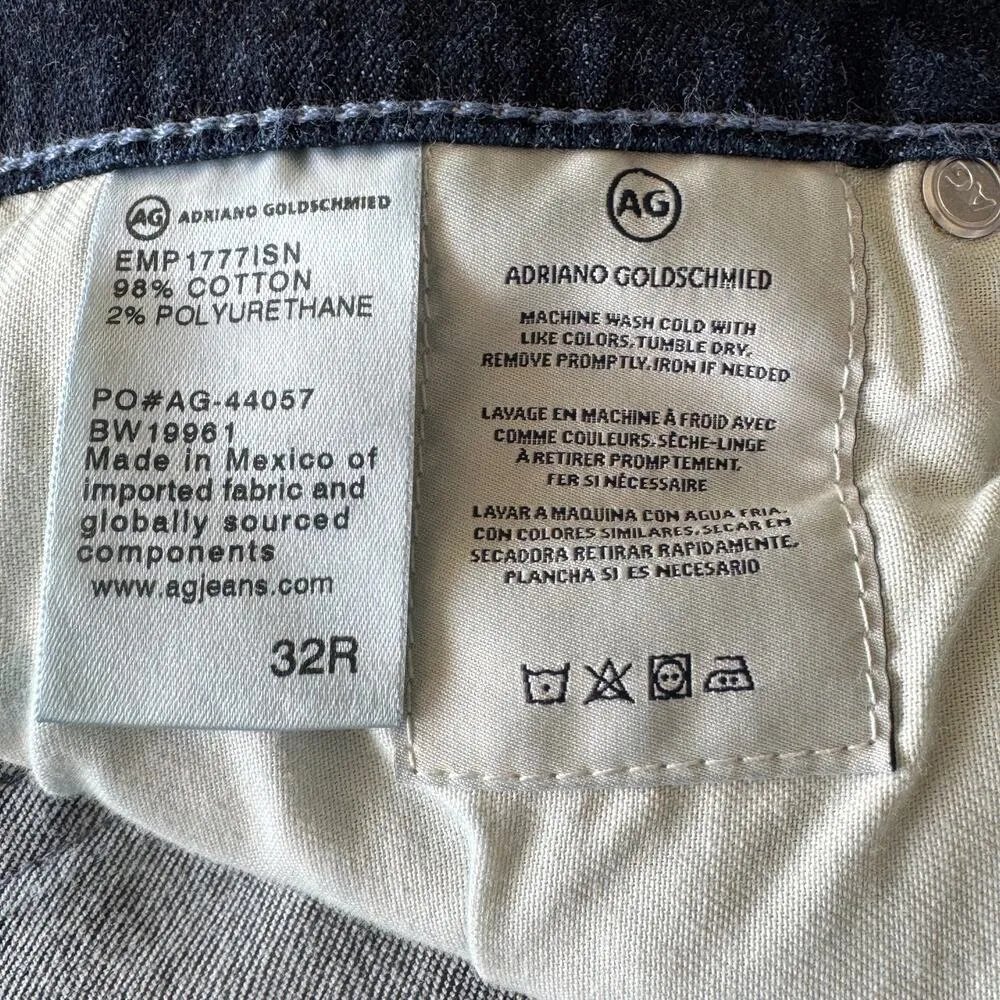 AG ADRIANO GOLDSCHMIED
EMP1777ISN
98% COTTON
2% POLYURETHANE
PO#AG-44057
BW19961
Made in Mexico of
imported fabric and
globally sourced
components
www.agjeans.com
32R
AG
ADRIANO GOLDSCHMIED
MACHINE WASH COLD WITH
LIKE COLORS.TUMBLE DRY.
REMOVE PROMPTLY.IRON IF NEEDED
LAVAGE EN MACHINE À FROID AVEC
COMME COULEURS.SÈCHE-LINGE
À RETIRER PROMPTEMENT.
FER SI NÉCESSAIRE
LAVAR A MAQUINA CON AGUA FRIA.
CON COLORES SIMILARES.SECAR EN
SECADORA RETIRAR RAPIDAMENTE.
PLANCHA SI ES NECESARIO
AG